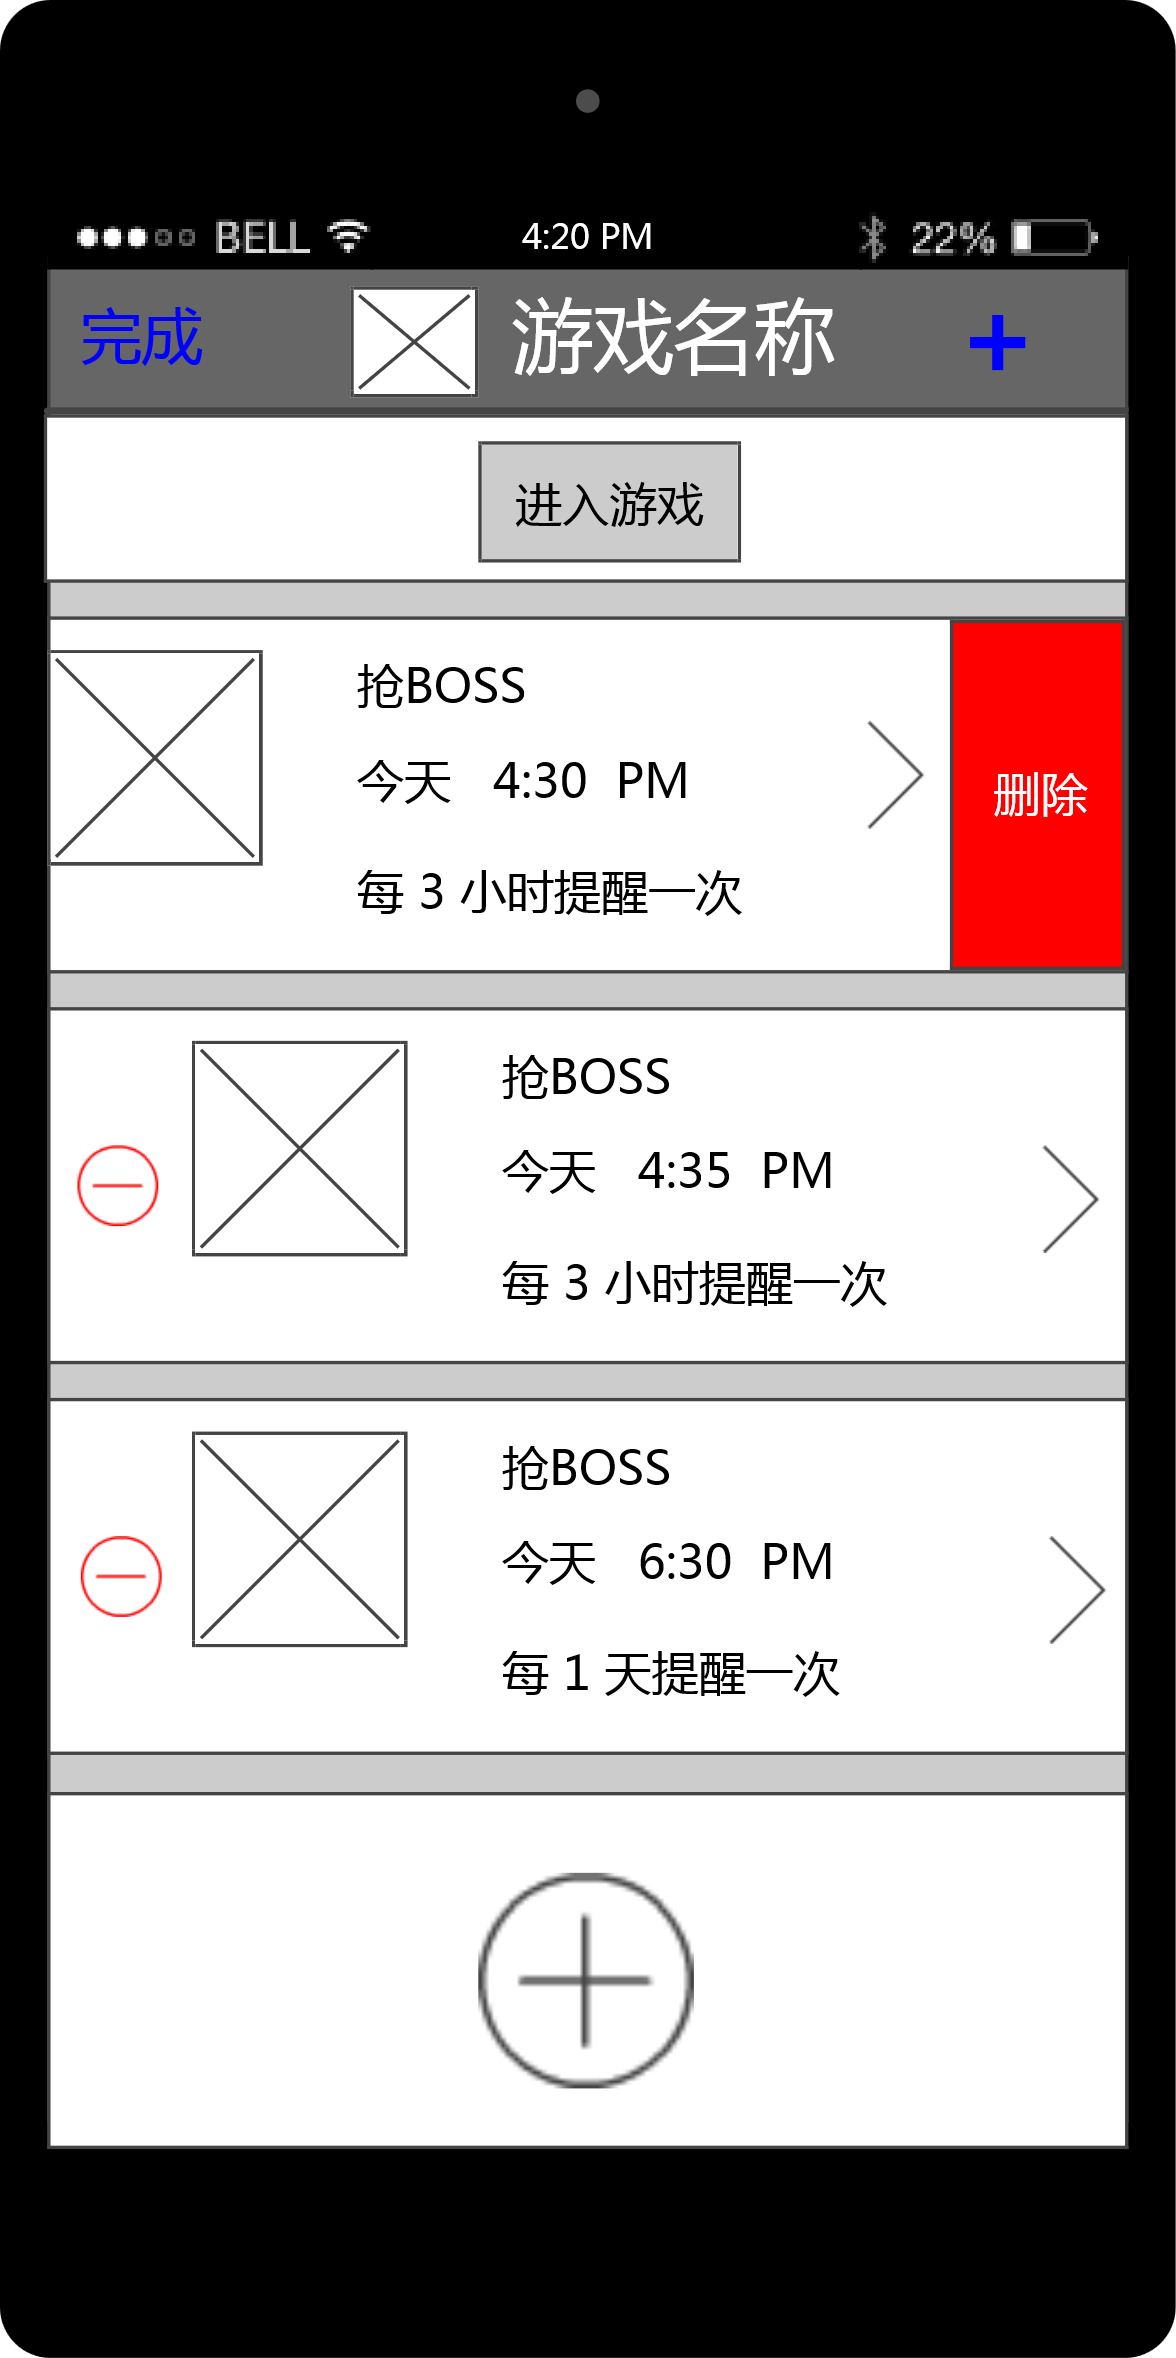 BELL 4:20 PM 22%
完成 游戏名称 +
进入游戏
抢BOSS
今天 4:30 PM
每 3 小时提醒一次
删除
抢BOSS
今天 4:35 PM
每 3 小时提醒一次
抢BOSS
今天 6:30 PM
每 1 天提醒一次